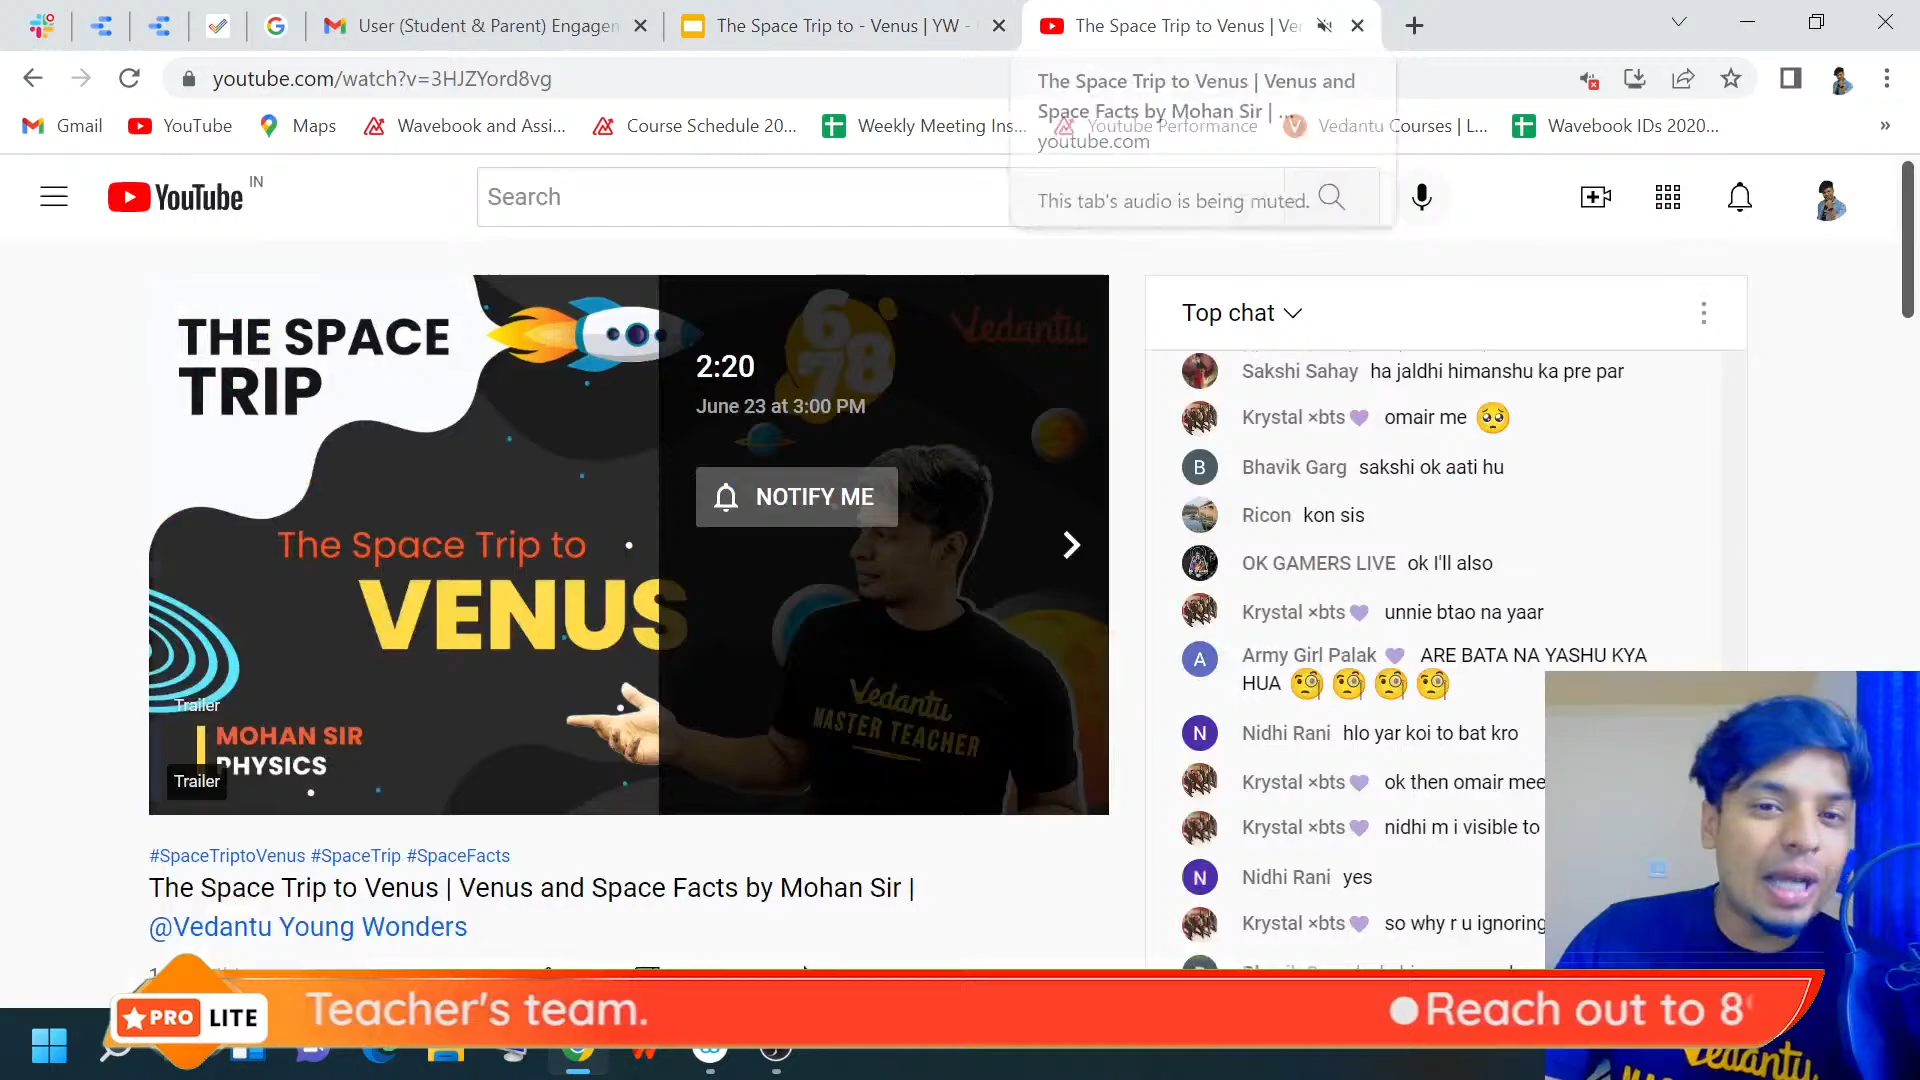 User (Student & Parent) Engagen
The Space Trip to - Venus | YW -
The Space Trip to Venus | Ve
youtube.com/watch?v=3HJZYord8vg
The Space Trip to Venus | Venus and
Space Facts by Mohan Sir | ...
youtube.com
This tab's audio is being muted.
Gmail
YouTube
Maps
Wavebook and Assi...
Course Schedule 20...
Weekly Meeting Ins...
Youtube Performance
Vedantu Courses | L...
Wavebook IDs 2020...
»
YouTube IN
Search
THE SPACE
TRIP
The Space Trip to
VENUS
Trailer
MOHAN SIR
PHYSICS
Trailer
678
Vedantu
2:20
June 23 at 3:00 PM
NOTIFY ME
Vedantu
MASTER TEACHER
#SpaceTriptoVenus #SpaceTrip #SpaceFacts
The Space Trip to Venus | Venus and Space Facts by Mohan Sir |
@Vedantu Young Wonders
Top chat
Sakshi Sahay ha jaldhi himanshu ka pre par
Krystal ×bts💜 omair me 🥺
B Bhavik Garg sakshi ok aati hu
Ricon kon sis
OK GAMERS LIVE ok I'll also
Krystal ×bts💜 unnie btao na yaar
A Army Girl Palak 💜 ARE BATA NA YASHU KYA
HUA 🧐 🧐 🧐 🧐
N Nidhi Rani hlo yar koi to bat kro
Krystal ×bts💜 ok then omair mee
Krystal ×bts💜 nidhi m i visible to
N Nidhi Rani yes
Krystal ×bts💜 so why r u ignoring
PRO LITE
Teacher's team.
Reach out to 8
Vedantu